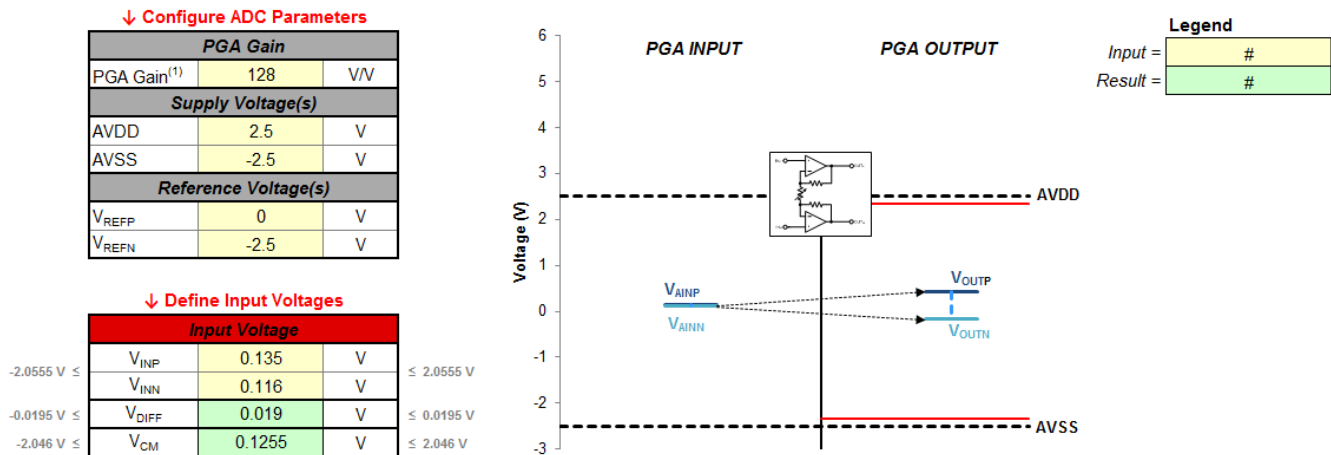 ↓ Configure ADC Parameters
PGA Gain
PGA Gain(1) 128 V/V
Supply Voltage(s)
AVDD 2.5 V
AVSS -2.5 V
Reference Voltage(s)
VREFP 0 V
VREFN -2.5 V
↓ Define Input Voltages
Input Voltage
VINP 0.135 V
-2.0555 V ≤ ≤ 2.0555 V
VINN 0.116 V
-0.0195 V ≤ VDIFF 0.019 V ≤ 0.0195 V
-2.046 V ≤ VCM 0.1255 V ≤ 2.046 V
PGA INPUT PGA OUTPUT
Voltage (V)
6
5
4
3
2
1
0
-1
-2
-3
AVDD
VAINP
VAINN
VOUTP
VOUTN
AVSS
Legend
Input = #
Result = #